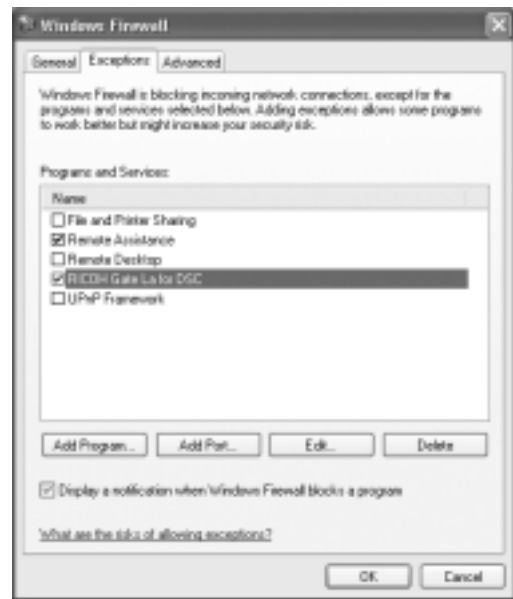 Windows Firewall
General Exceptions Advanced
Windows Firewall is blocking incoming network connections, except for the
programs and services selected below. Adding exceptions allows some programs
to work better but might increase your security risk.
Programs and Services:
Name
File and Printer Sharing
Remote Assistance
Remote Desktop
RICOH Gate La for DSC
UPnP Framework
Add Program... Add Port... Edit... Delete
Display a notification when Windows Firewall blocks a program
What are the risks of allowing exceptions?
OK Cancel